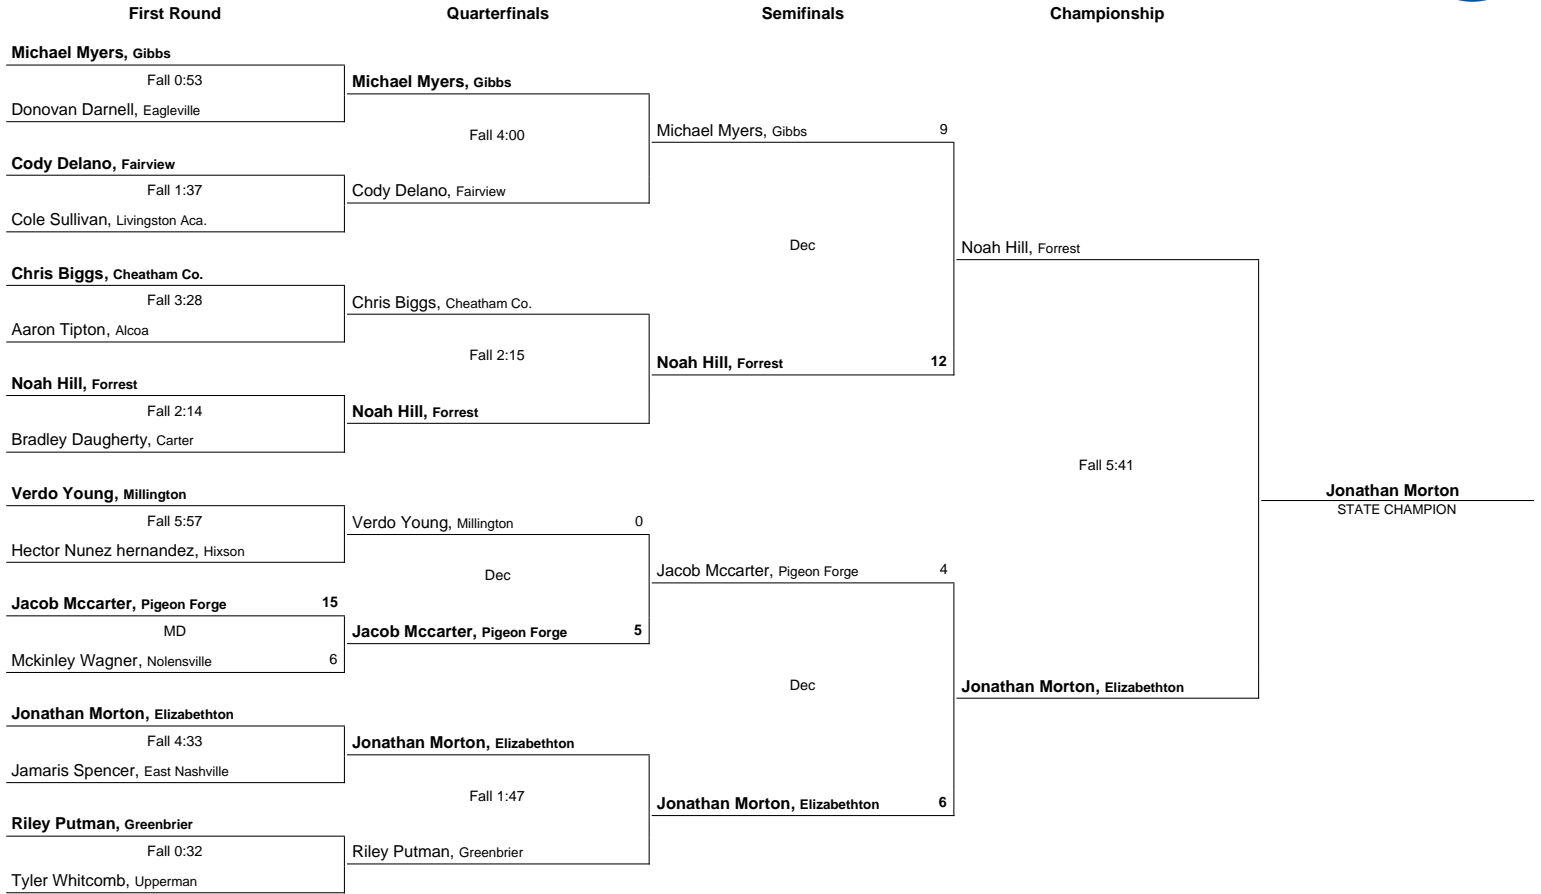 First Round
Quarterfinals
Semifinals
Championship
Michael Myers, Gibbs
Fall 0:53
Donovan Darnell, Eagleville
Cody Delano, Fairview
Fall 1:37
Cole Sullivan, Livingston Aca.
Chris Biggs, Cheatham Co.
Fall 3:28
Aaron Tipton, Alcoa
Noah Hill, Forrest
Fall 2:14
Bradley Daugherty, Carter
Verdo Young, Millington
Fall 5:57
Hector Nunez hernandez, Hixson
Jacob Mccarter, Pigeon Forge 15
MD
Mckinley Wagner, Nolensville 6
Jonathan Morton, Elizabethton
Fall 4:33
Jamaris Spencer, East Nashville
Riley Putman, Greenbrier
Fall 0:32
Tyler Whitcomb, Upperman
Michael Myers, Gibbs
Fall 4:00
Cody Delano, Fairview
Chris Biggs, Cheatham Co.
Fall 2:15
Noah Hill, Forrest
Verdo Young, Millington 0
Dec
Jacob Mccarter, Pigeon Forge 5
Jonathan Morton, Elizabethton
Fall 1:47
Riley Putman, Greenbrier
Michael Myers, Gibbs 9
Dec
Noah Hill, Forrest 12
Jacob Mccarter, Pigeon Forge 4
Dec
Jonathan Morton, Elizabethton 6
Noah Hill, Forrest
Fall 5:41
Jonathan Morton, Elizabethton
Jonathan Morton
STATE CHAMPION